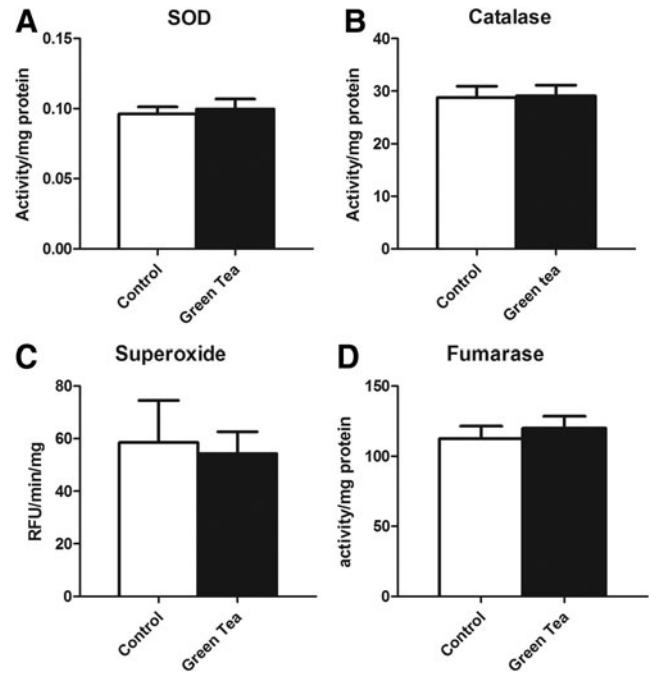 A
SOD
Activity/mg protein
0.15
0.10
0.05
0.00
Control
Green Tea
B
Catalase
Activity/mg protein
40
30
20
10
0
Control
Green tea
C
Superoxide
RFU/min/mg
80
60
40
20
0
Control
Green Tea
D
Fumarase
activity/mg protein
150
100
50
0
Control
Green Tea